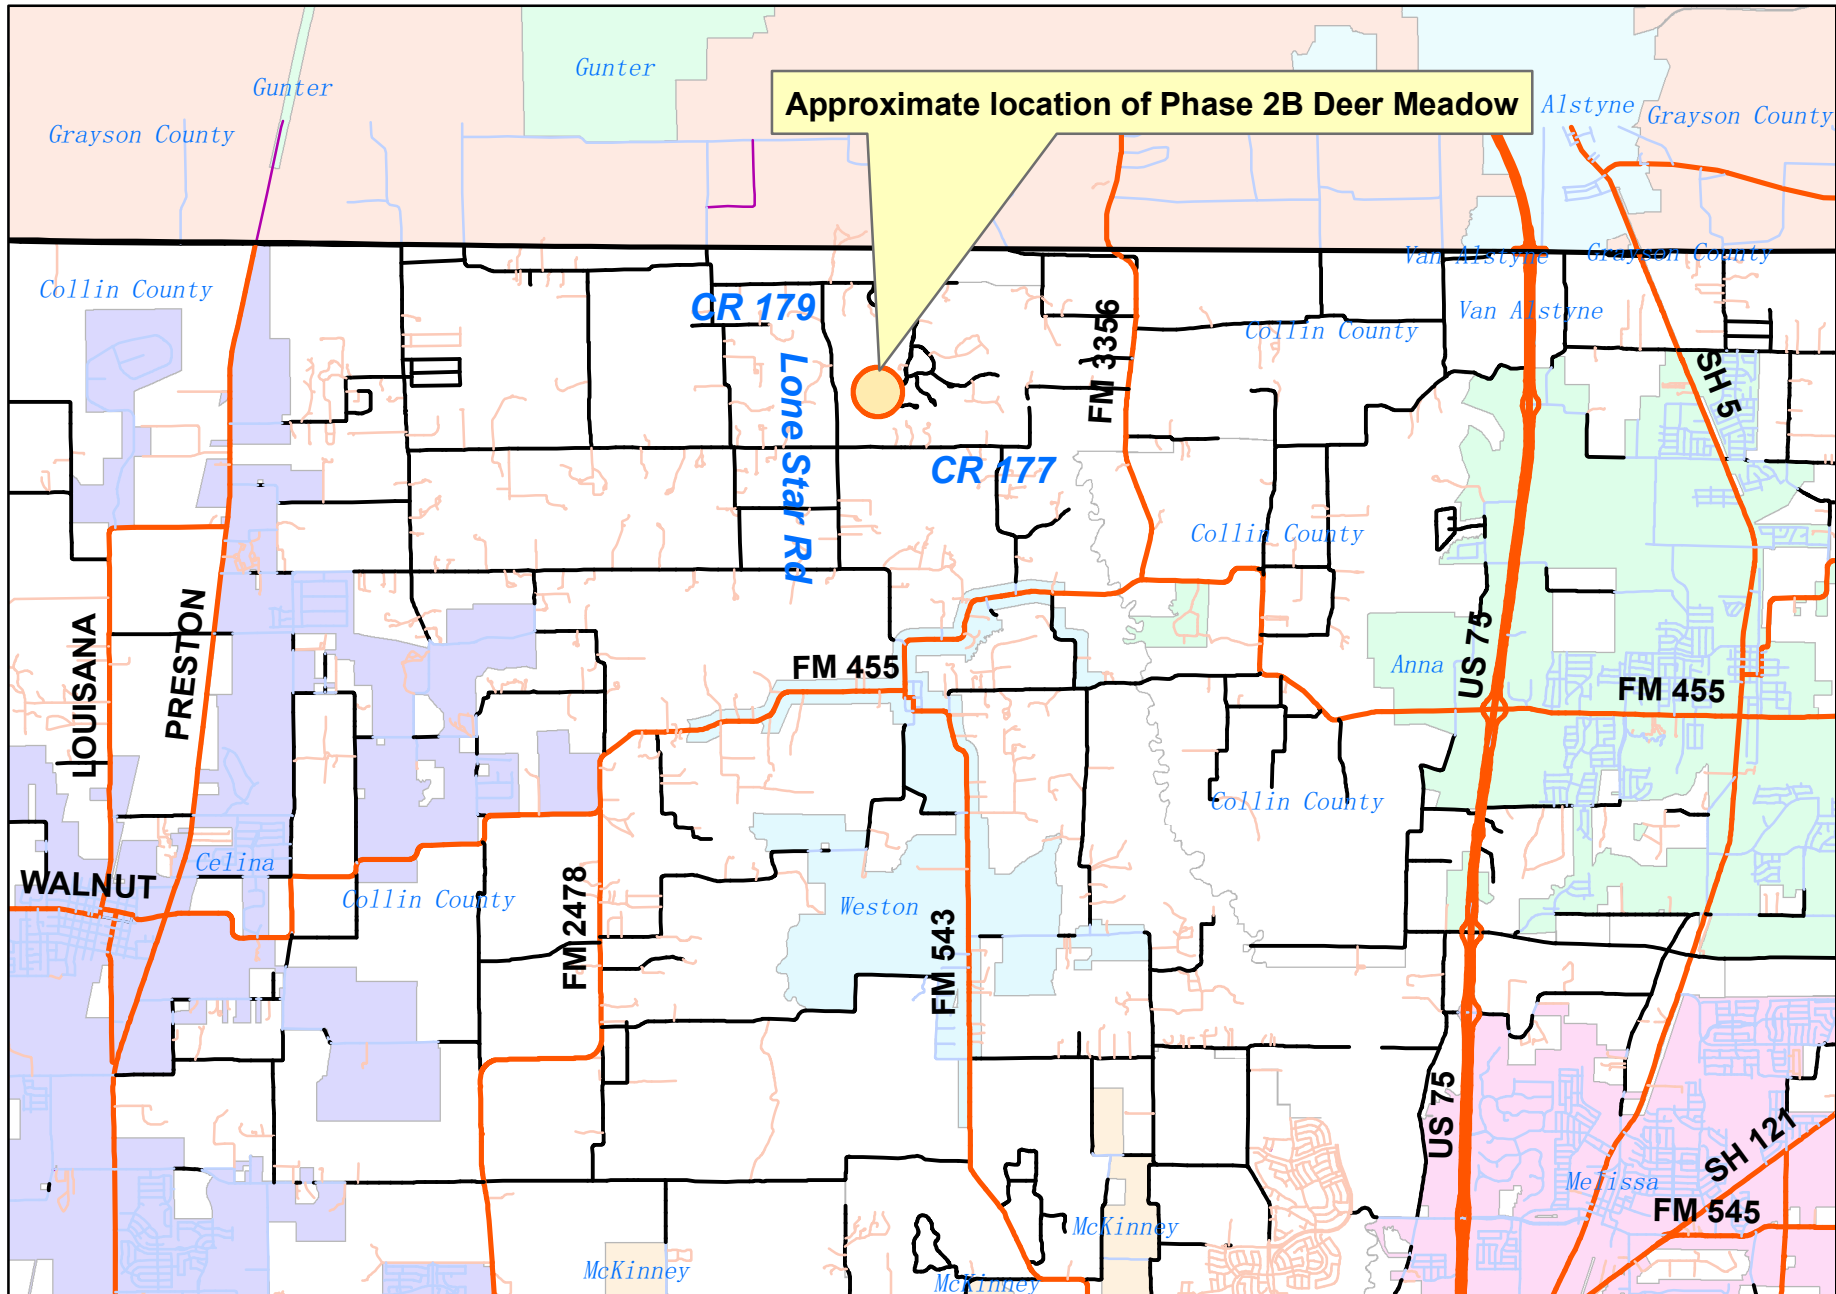 Gunter
Gunter
Approximate location of Phase 2B Deer Meadow
Alstyne
Grayson County
Grayson County
Van Alstyne
Grayson County
Collin County
CR 179
Van Alstyne
Collin County
FM 3356
SH 5
Lone Star Rd
CR 177
Collin County
LOUISANA
PRESTON
FM 455
Anna
US 75
FM 455
Collin County
Celina
WALNUT
Collin County
Weston
FM 2478
FM 543
US 75
SH 121
Melissa
FM 545
McKinney
McKinney
McKinney